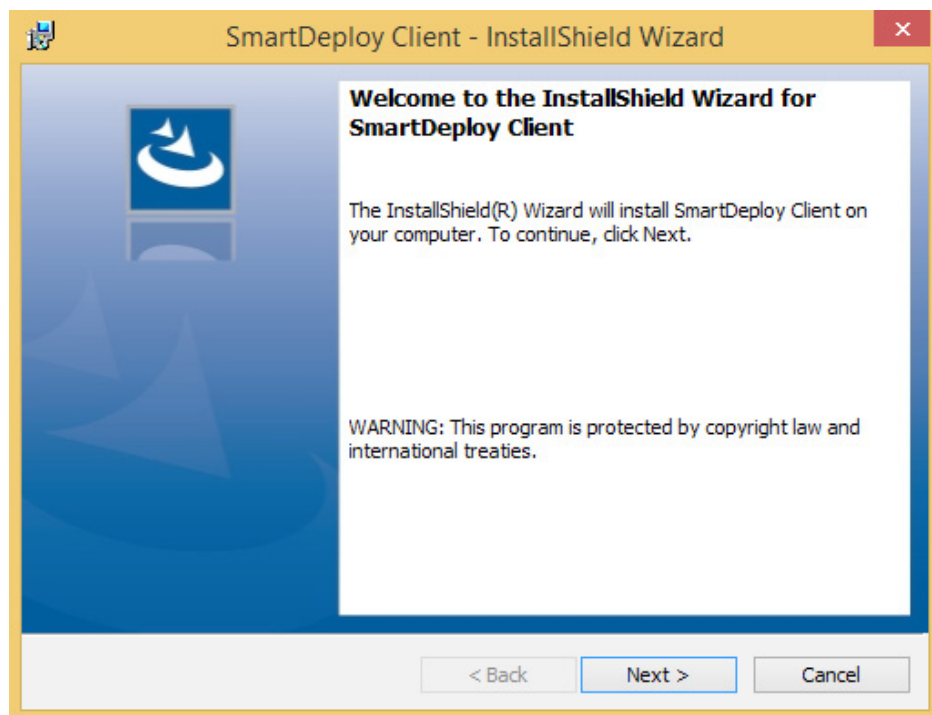 SmartDeploy Client - InstallShield Wizard
Welcome to the InstallShield Wizard for
SmartDeploy Client
The InstallShield(R) Wizard will install SmartDeploy Client on
your computer. To continue, click Next.
WARNING: This program is protected by copyright law and
international treaties.
< Back
Next >
Cancel